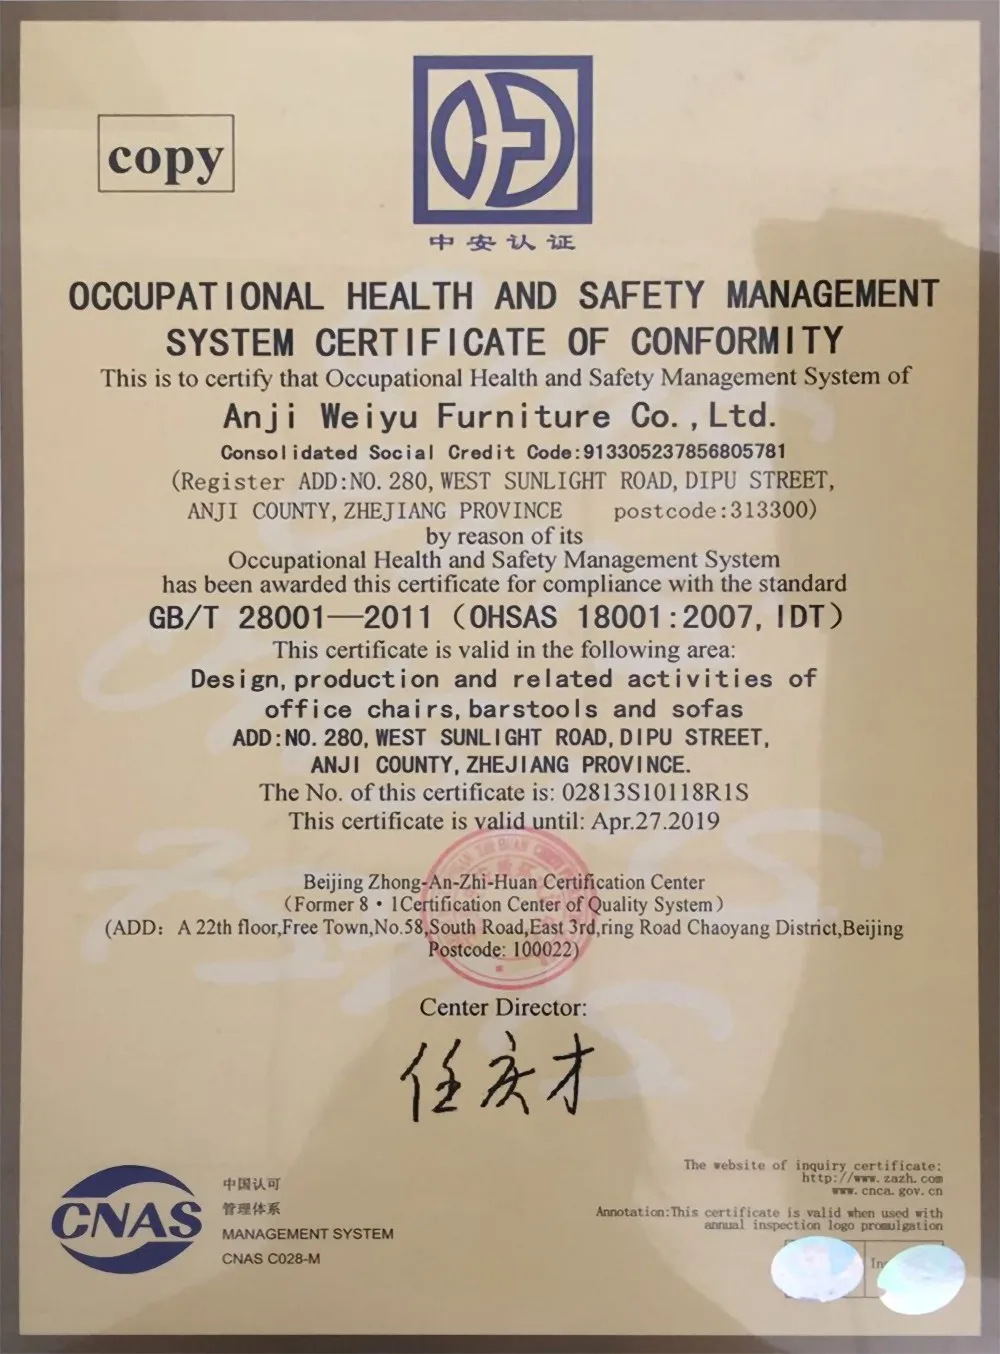 copy
中安认证
OCCUPATIONAL HEALTH AND SAFETY MANAGEMENT
SYSTEM CERTIFICATE OF CONFORMITY
This is to certify that Occupational Health and Safety Management System of
Anji Weiyu Furniture Co.,Ltd.
Consolidated Social Credit Code:913305237856805781
(Register ADD:NO.280,WEST SUNLIGHT ROAD,DIPU STREET,
ANJI COUNTY,ZHEJIANG PROVINCE postcode:313300)
by reason of its
Occupational Health and Safety Management System
has been awarded this certificate for compliance with the standard
GB/T 28001—2011 (OHSAS 18001:2007, IDT)
This certificate is valid in the following area:
Design,production and related activities of
office chairs,barstools and sofas
ADD:NO.280,WEST SUNLIGHT ROAD,DIPU STREET,
ANJI COUNTY,ZHEJIANG PROVINCE.
The No. of this certificate is: 02813S10118R1S
This certificate is valid until: Apr.27.2019
Beijing Zhong-An-Zhi-Huan Certification Center
(Former 8·1Certification Center of Quality System)
(ADD: A 22th floor,Free Town,No.58,South Road,East 3rd,ring Road Chaoyang District,Beijing
Postcode: 100022)
Center Director:
任庆才
CNAS
中国认可
管理体系
MANAGEMENT SYSTEM
CNAS C028-M
The website of inquiry certificate:
http://www.zazh.com
www.cnca.gov.cn
Annotation:This certificate is valid when used with
annual inspection logo promulgation